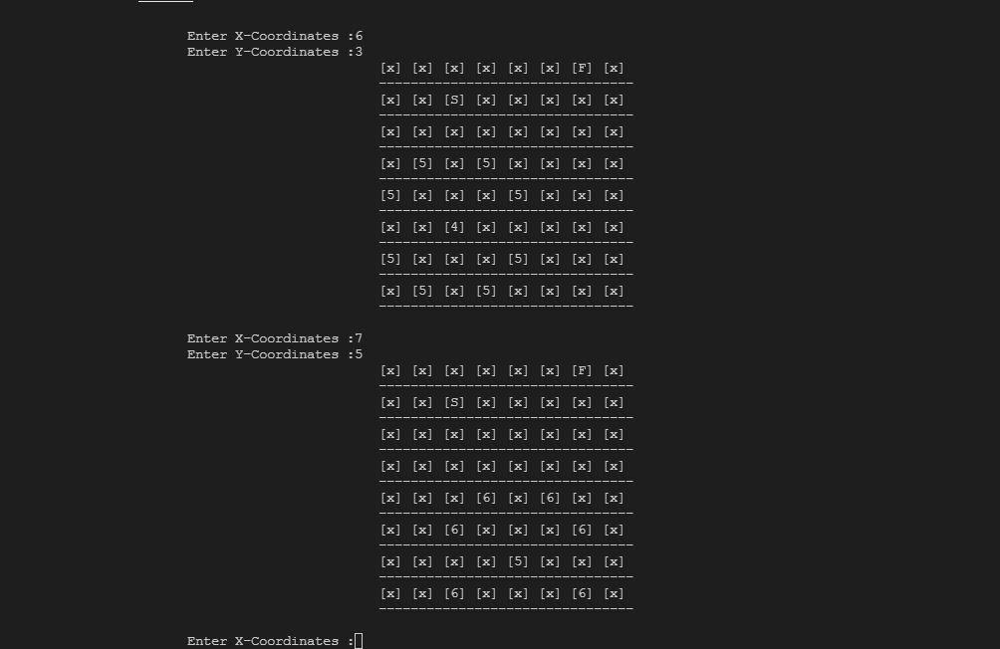 Enter X-Coordinates :6
Enter Y-Coordinates :3
[x] [x] [x] [x] [x] [x] [F] [x]
--------------------------------
[x] [x] [S] [x] [x] [x] [x] [x]
--------------------------------
[x] [x] [x] [x] [x] [x] [x] [x]
--------------------------------
[x] [5] [x] [5] [x] [x] [x] [x]
--------------------------------
[5] [x] [x] [x] [5] [x] [x] [x]
--------------------------------
[x] [x] [4] [x] [x] [x] [x] [x]
--------------------------------
[5] [x] [x] [x] [5] [x] [x] [x]
--------------------------------
[x] [5] [x] [5] [x] [x] [x] [x]
--------------------------------
Enter X-Coordinates :7
Enter Y-Coordinates :5
[x] [x] [x] [x] [x] [x] [F] [x]
--------------------------------
[x] [x] [S] [x] [x] [x] [x] [x]
--------------------------------
[x] [x] [x] [x] [x] [x] [x] [x]
--------------------------------
[x] [x] [x] [x] [x] [x] [x] [x]
--------------------------------
[x] [x] [x] [6] [x] [6] [x] [x]
--------------------------------
[x] [x] [6] [x] [x] [x] [6] [x]
--------------------------------
[x] [x] [x] [x] [5] [x] [x] [x]
--------------------------------
[x] [x] [6] [x] [x] [x] [6] [x]
--------------------------------
Enter X-Coordinates :